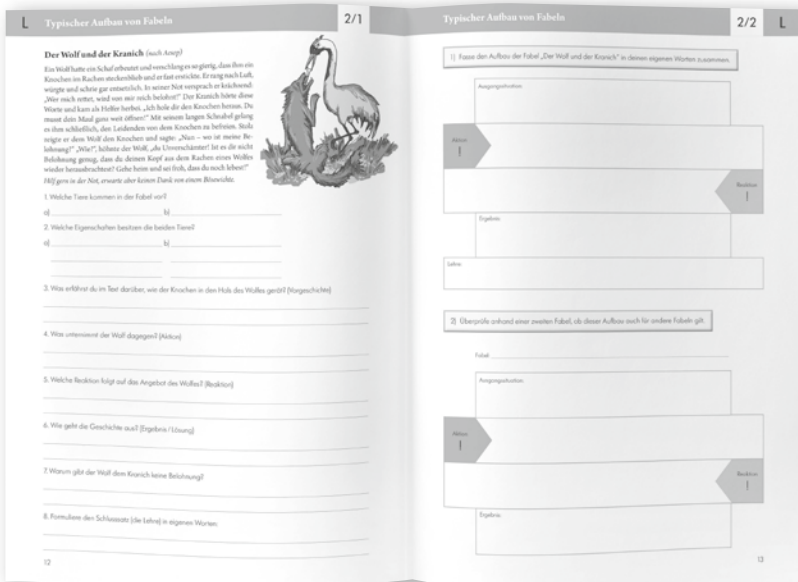 L Typischer Aufbau von Fabeln 2/1
Der Wolf und der Kranich (nach Aesop)
Ein Wolf hatte ein Schaf erbeutet und verschlang es so gierig, dass ihm ein
Knochen im Rachen steckenblieb und er fast erstickte. Er rang nach Luft,
würgte und schrie gar entsetzlich. In seiner Not versprach er krächzend:
„Wer mich rettet, wird von mir reich belohnt!“ Der Kranich hörte diese
Worte und kam als Helfer herbei. „Ich hole dir den Knochen heraus. Du
musst dein Maul ganz weit öffnen!“ Mit seinem langen Schnabel gelang
es ihm schließlich, den Leidenden von dem Knochen zu befreien. Stolz
zeigte er dem Wolf den Knochen und sagte: „Nun – wo ist meine Be-
lohnung?“ „Wie?“, höhnte der Wolf, „du Unverschämter! Ist es dir nicht
Belohnung genug, dass du deinen Kopf aus dem Rachen eines Wolfes
wieder herausbrachtest? Gehe heim und sei froh, dass du noch lebest!“
Hilf gern in der Not, erwarte aber keinen Dank von einem Bösewichte.
1. Welche Tiere kommen in der Fabel vor?
a) b)
2. Welche Eigenschaften besitzen die beiden Tiere?
a) b)
3. Was erfährst du im Text darüber, wie der Knochen in den Hals des Wolfes gerät? (Vorgeschichte)
4. Was unternimmt der Wolf dagegen? (Aktion)
5. Welche Reaktion folgt auf das Angebot des Wolfes? (Reaktion)
6. Wie geht die Geschichte aus? (Ergebnis / Lösung)
7. Warum gibt der Wolf dem Kranich keine Belohnung?
8. Formuliere den Schlusssatz (die Lehre) in eigenen Worten.
12
Typischer Aufbau von Fabeln 2/2 L
1) Fasse den Aufbau der Fabel „Der Wolf und der Kranich“ in deinen eigenen Worten zusammen.
Ausgangssituation:
Aktion
!
Reaktion
!
Ergebnis:
Lehre:
2) Überprüfe anhand einer zweiten Fabel, ob dieser Aufbau auch für andere Fabeln gilt.
Fabel:
Ausgangssituation:
Aktion
!
Reaktion
!
Ergebnis:
13